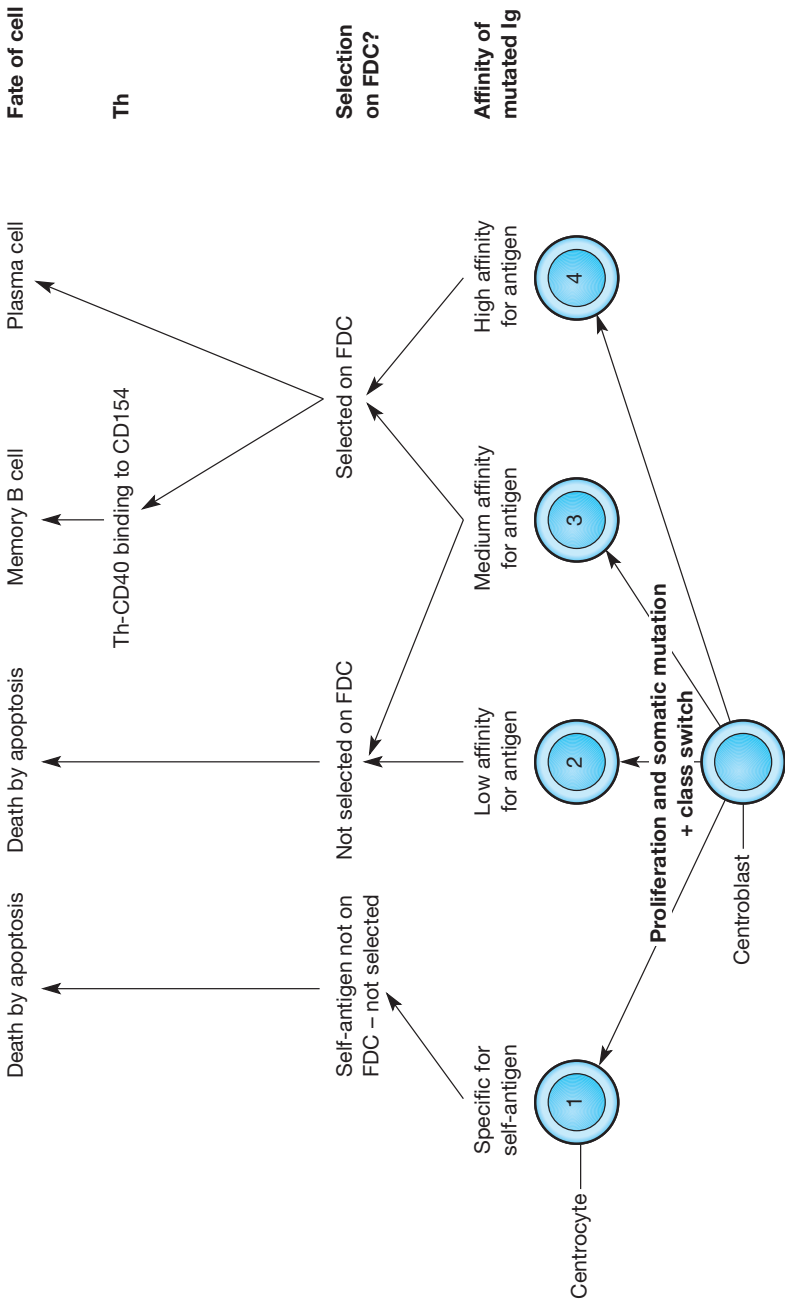 Death by apoptosis
Death by apoptosis
Memory B cell
Plasma cell
Fate of cell
Th-CD40 binding to CD154
Th
Self-antigen not on
FDC – not selected
Not selected on FDC
Selected on FDC
Selection
on FDC?
Specific for
self-antigen
Low affinity
for antigen
Medium affinity
for antigen
High affinity
for antigen
Affinity of
mutated Ig
Centrocyte
1
2
3
4
Proliferation and somatic mutation
+ class switch
Centroblast